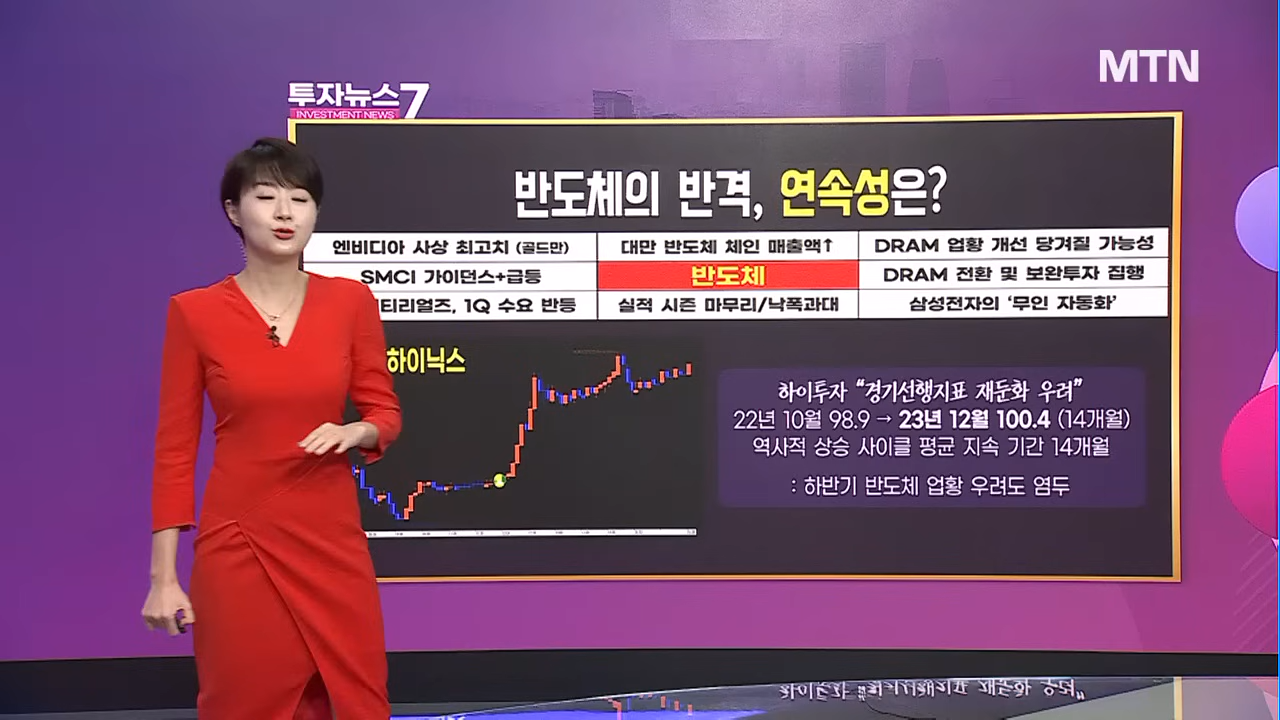 MTN
투자뉴스7
INVESTMENT NEWS
반도체의 반격, 연속성은?
엔비디아 사상 최고치 (골드만)
대만 반도체 체인 매출액↑
DRAM 업황 개선 당겨질 가능성
SMCI 가이던스+급등
반도체
DRAM 전환 및 보완투자 집행
티리얼즈, 1Q 수요 반등
실적 시즌 마무리/낙폭과대
삼성전자의 '무인 자동화'
하이닉스
하이투자 "경기선행지표 재둔화 우려"
22년 10월 98.9 → 23년 12월 100.4 (14개월)
역사적 상승 사이클 평균 지속 기간 14개월
: 하반기 반도체 업황 우려도 염두